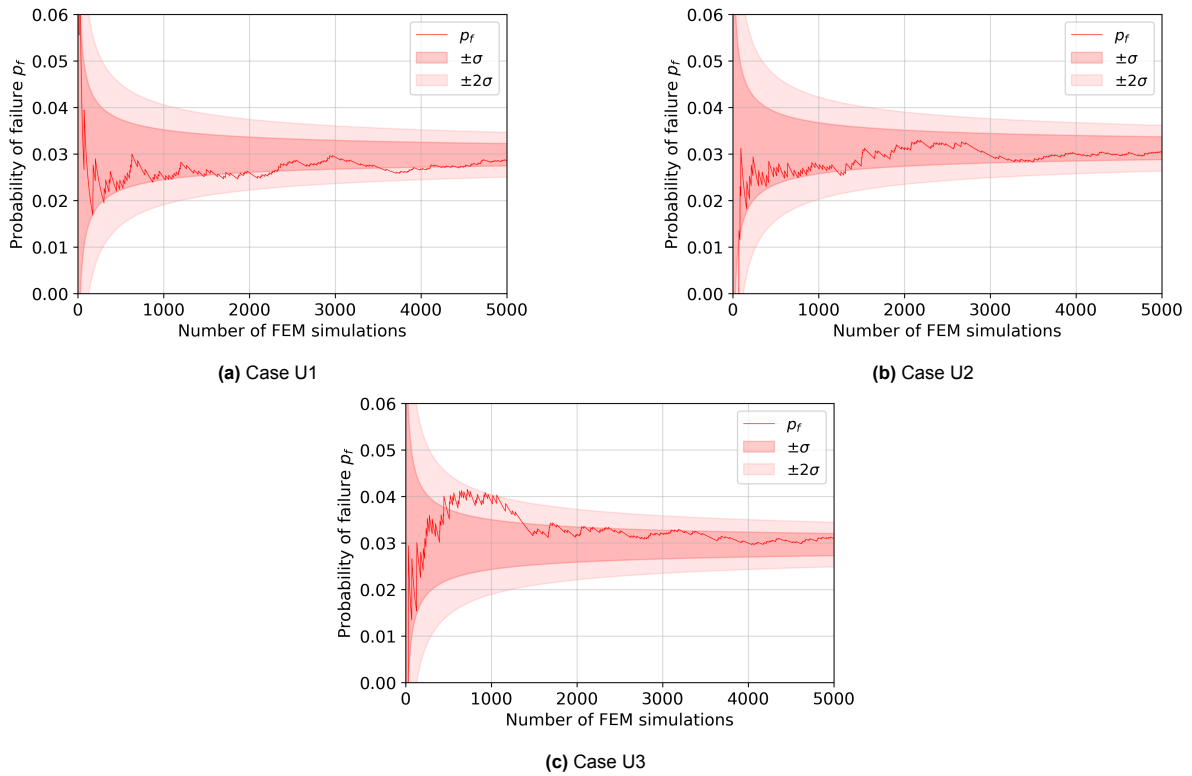 0.06
0.05
0.04
0.03
0.02
0.01
0.00
Probability of failure p_f
p_f
±σ
±2σ
0 1000 2000 3000 4000 5000
Number of FEM simulations
(a) Case U1
0.06
0.05
0.04
0.03
0.02
0.01
0.00
Probability of failure p_f
p_f
±σ
±2σ
0 1000 2000 3000 4000 5000
Number of FEM simulations
(b) Case U2
0.06
0.05
0.04
0.03
0.02
0.01
0.00
Probability of failure p_f
p_f
±σ
±2σ
0 1000 2000 3000 4000 5000
Number of FEM simulations
(c) Case U3